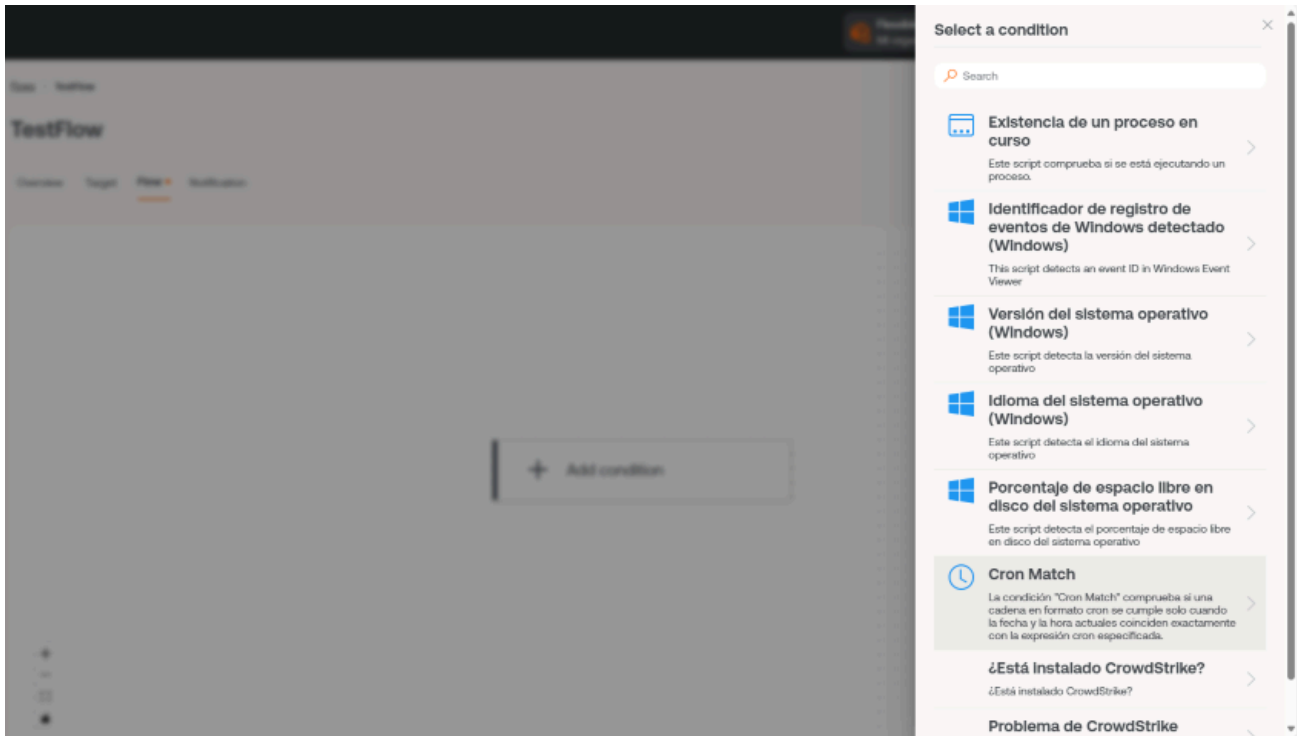 Select a condition
Search
TestFlow
Overview Target Flow Notification
Add condition
Existencia de un proceso en
curso
Este script comprueba si se está ejecutando un
proceso.
Identificador de registro de
eventos de Windows detectado
(Windows)
This script detects an event ID in Windows Event
Viewer
Versión del sistema operativo
(Windows)
Este script detecta la versión del sistema
operativo
Idioma del sistema operativo
(Windows)
Este script detecta el idioma del sistema
operativo
Porcentaje de espacio libre en
disco del sistema operativo
Este script detecta el porcentaje de espacio libre
en disco del sistema operativo
Cron Match
La condición "Cron Match" comprueba si una
cadena en formato cron se cumple solo cuando
la fecha y la hora actuales coinciden exactamente
con la expresión cron especificada.
¿Está instalado CrowdStrike?
¿Está instalado CrowdStrike?
Problema de CrowdStrike